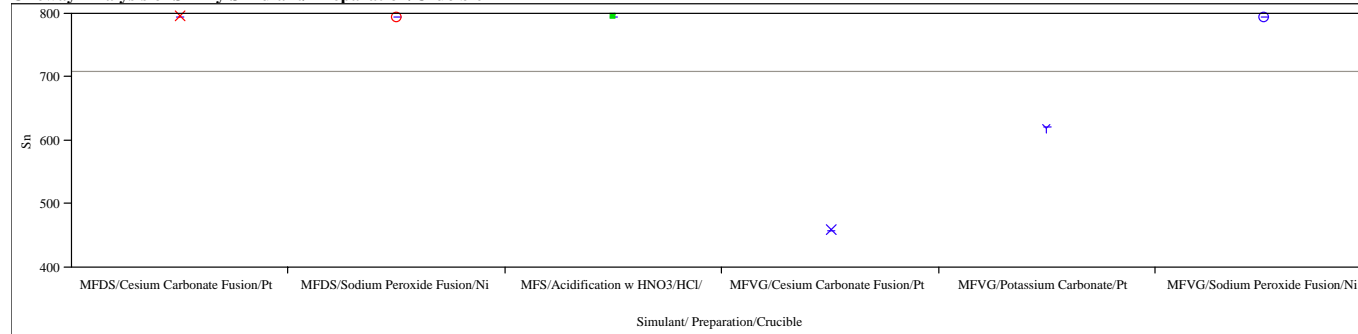 800
700
600
500
400
Sn
MFDS/Cesium Carbonate Fusion/Pt
MFDS/Sodium Peroxide Fusion/Ni
MFS/Acidification w HNO3/HCl/
MFVG/Cesium Carbonate Fusion/Pt
MFVG/Potassium Carbonate/Pt
MFVG/Sodium Peroxide Fusion/Ni
Simulant/ Preparation/Crucible